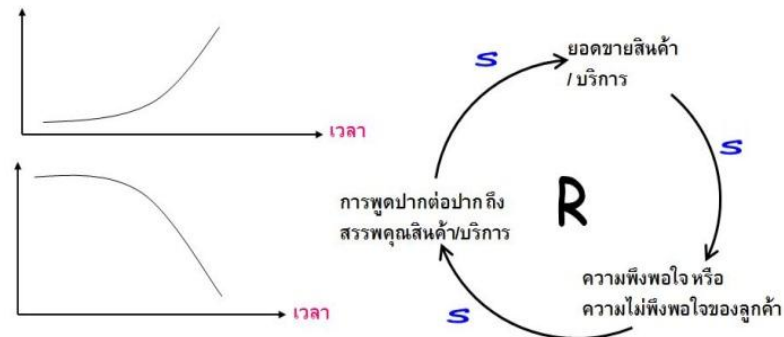 เวลา
เวลา
S
ยอดขายสินค้า
/ บริการ
S
การพูดปากต่อปาก ถึง
สรรพคุณสินค้า/บริการ
R
ความพึงพอใจ หรือ
ความไม่พึงพอใจของลูกค้า
S